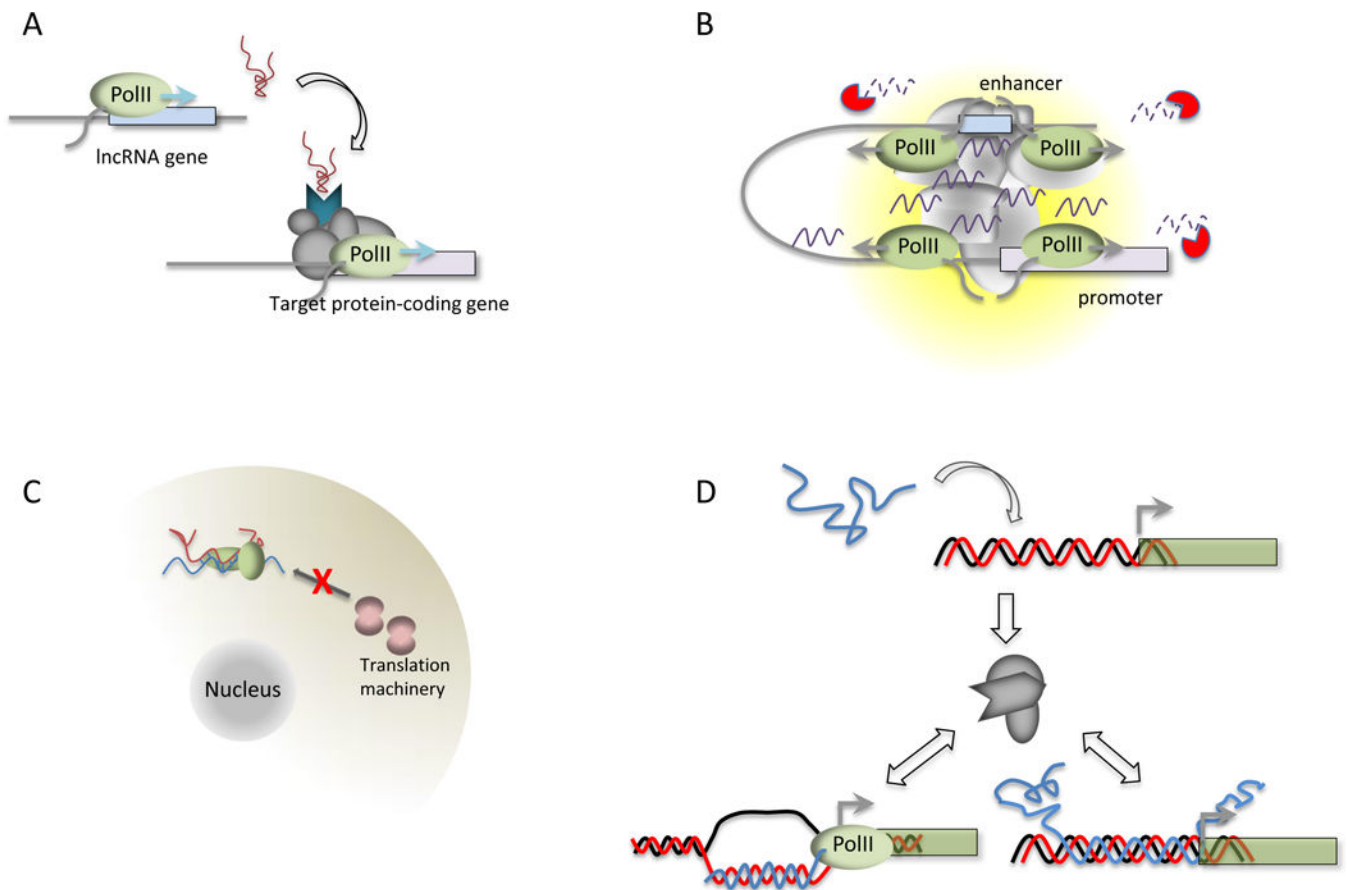 A
PolII
lncRNA gene
PolII
Target protein-coding gene
B
enhancer
PolII
PolII
PolII
PolII
promoter
C
X
Translation
machinery
Nucleus
D
PolII